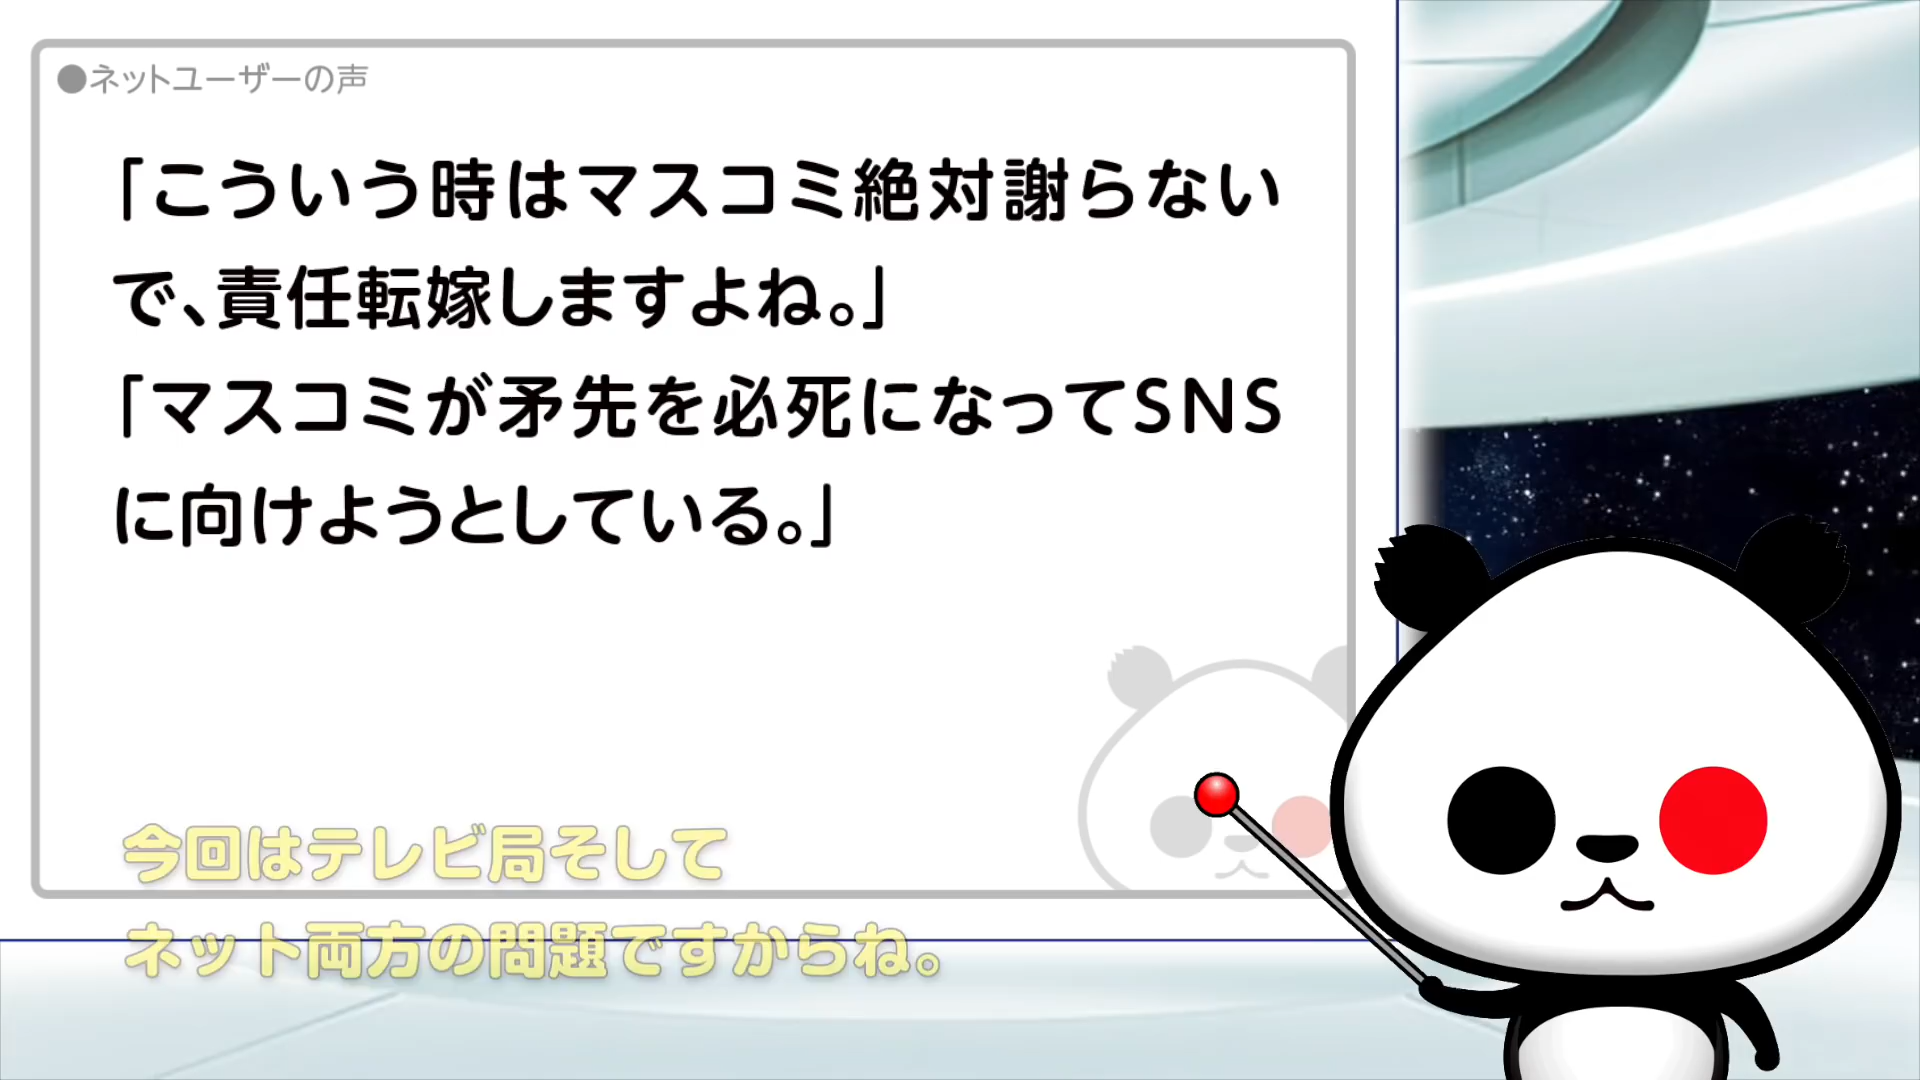 ●ネットユーザーの声
「こういう時はマスコミ絶対謝らない
で、責任転嫁しますよね。」
「マスコミが矛先を必死になってSNS
に向けようとしている。」
今回はテレビ局そして
ネット両方の問題ですからね。